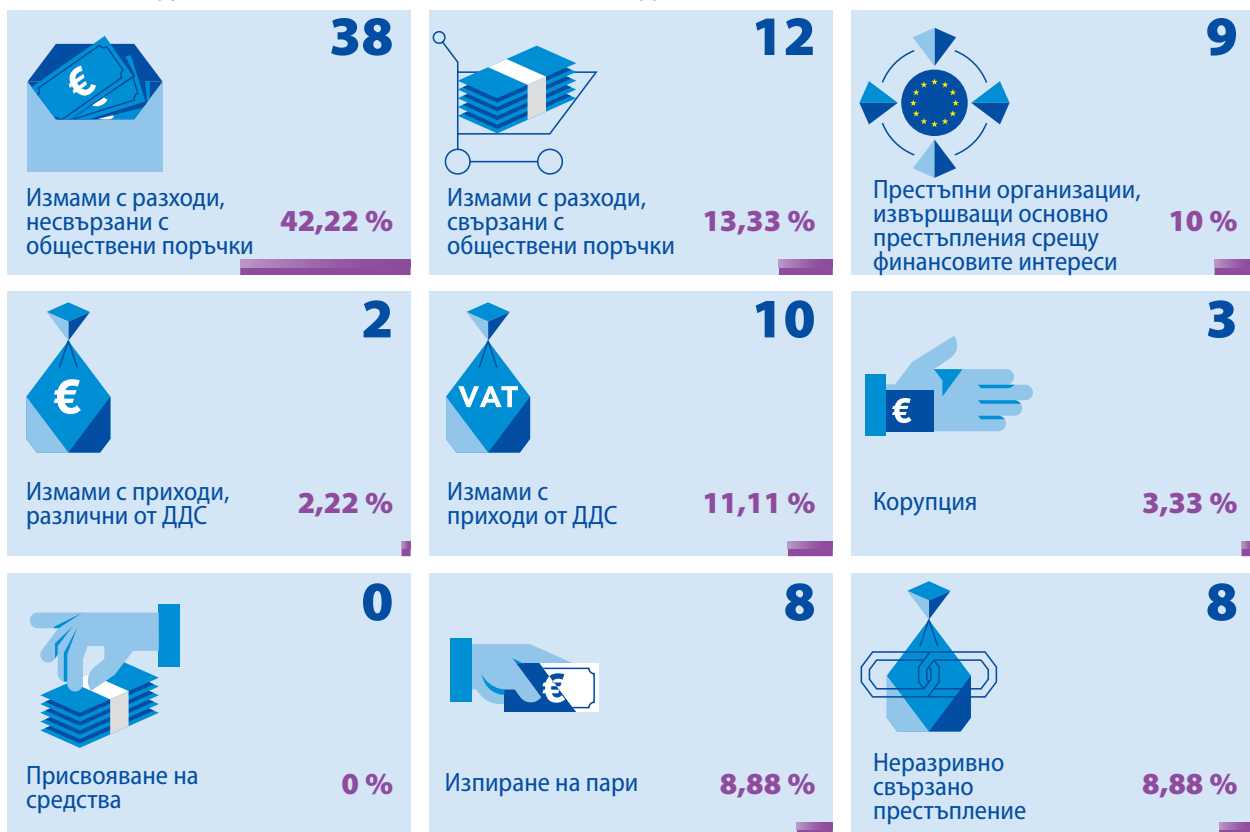 38
€
Измами с разходи,
несвързани с
обществени поръчки
42,22 %
12
Измами с разходи,
свързани с
обществени поръчки
13,33 %
9
Престъпни организации,
извършващи основно
престъпления срещу
финансовите интереси
10 %
2
€
Измами с приходи,
различни от ДДС
2,22 %
10
VAT
Измами с
приходи от ДДС
11,11 %
3
€
Корупция
3,33 %
0
Присвояване на
средства
0 %
8
€
Изпиране на пари
8,88 %
8
Неразривно
свързано
престъпление
8,88 %